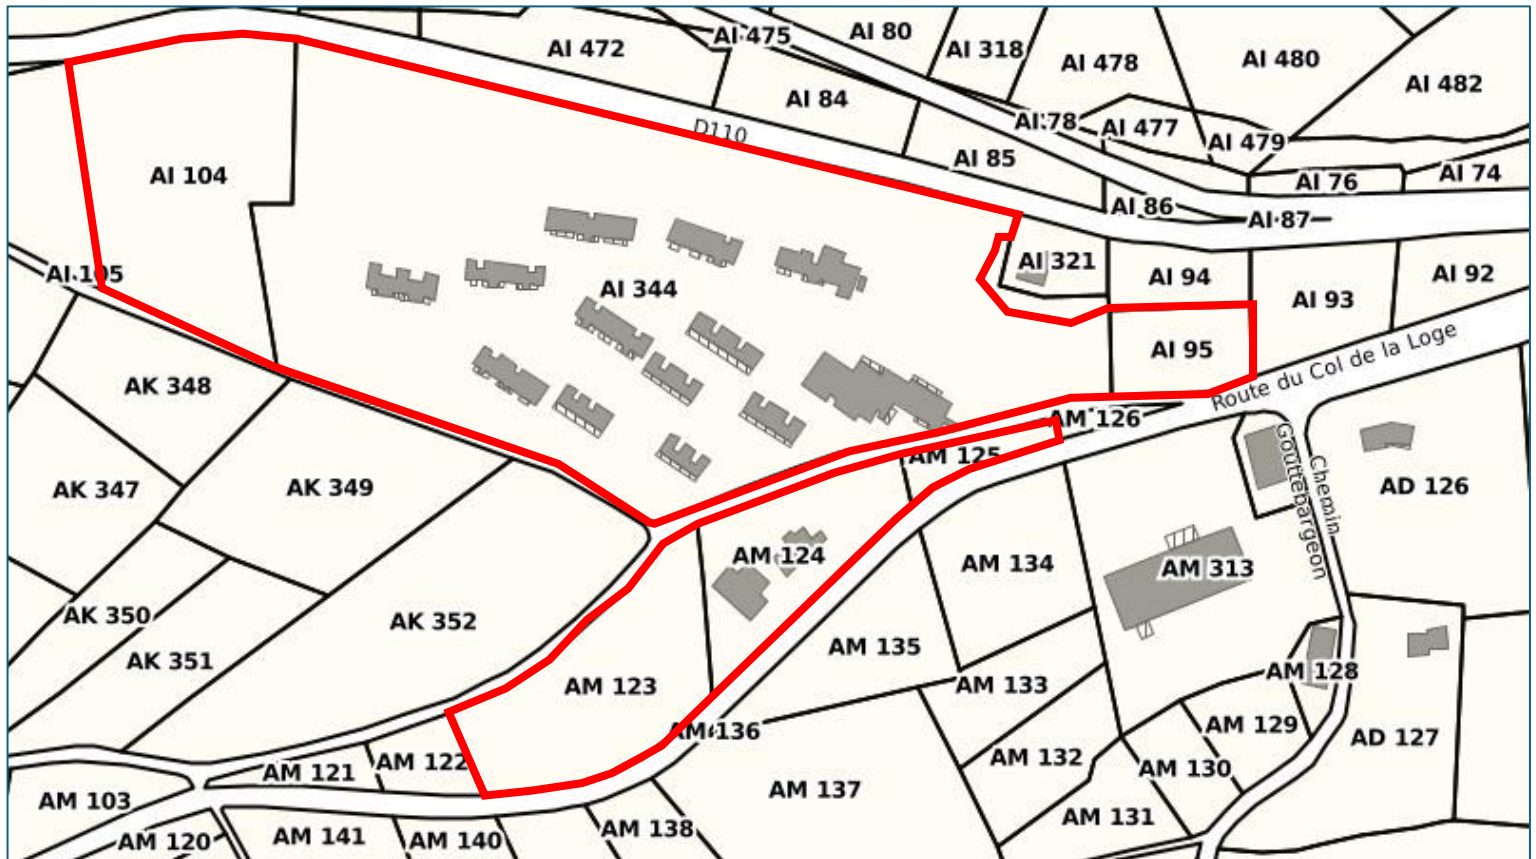 AI 80
AI 475
AI 472
AI 318
AI 478
AI 480
AI 482
AI 84
D110
AI 78
AI 477
AI 479
AI 85
AI 104
AI 76
AI 74
AI 86
AI 87
AI 105
AI 321
AI 94
AI 92
AI 344
AI 93
AI 95
Route du Col de la Loge
AK 348
AM 126
AM 125
AK 347
AK 349
Chemin
Gouttebargeon
AD 126
AM 124
AM 134
AM 313
AK 350
AK 352
AM 135
AK 351
AM 123
AM 133
AM 128
AM 136
AM 129
AD 127
AM 122
AM 121
AM 132
AM 130
AM 103
AM 137
AM 131
AM 138
AM 141
AM 140
AM 120